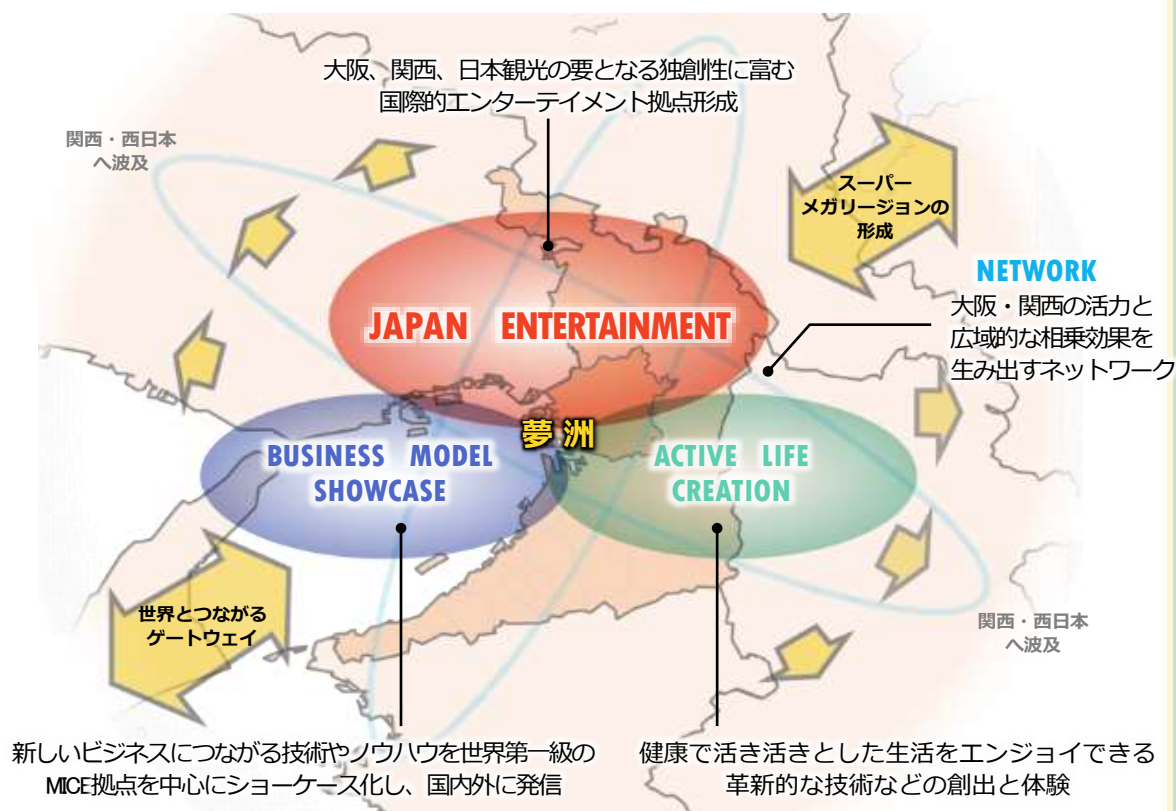 大阪、関西、日本観光の要となる独創性に富む
国際的エンターテイメント拠点形成
関西・西日本
へ波及
スーパー
メガリージョンの
形成
NETWORK
大阪・関西の活力と
広域的な相乗効果を
生み出すネットワーク
JAPAN ENTERTAINMENT
夢洲
BUSINESS MODEL
SHOWCASE
ACTIVE LIFE
CREATION
世界とつながる
ゲートウェイ
関西・西日本
へ波及
新しいビジネスにつながる技術やノウハウを世界第一級の
MICE拠点を中心にショーケース化し、国内外に発信
健康で活き活きとした生活をエンジョイできる
革新的な技術などの創出と体験